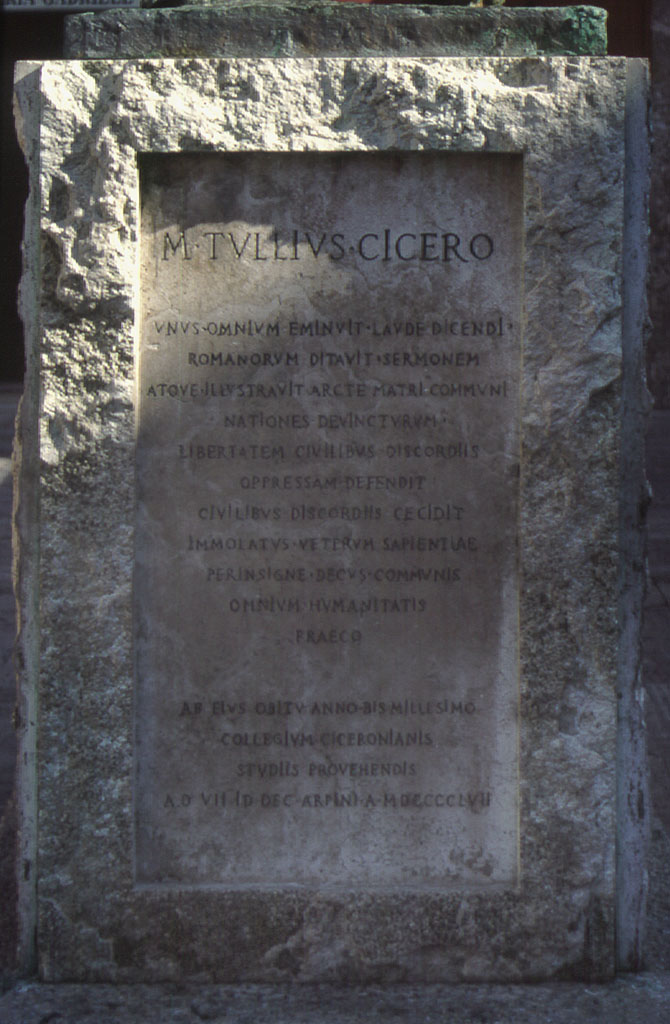 M·TVLLIVS·CICERO
VNVS·OMNIVM EMINVIT·LAVDE DICENDI·
ROMANORVM DITAVIT·SERMONEM
ATQVE·ILLVSTRAVIT·ARCTE MATRI COMMVNI
NATIONES DEVINCTVRVM·
LIBERTATEM CIVILIBVS DISCORDIIS
OPPRESSAM·DEFENDIT
CIVILIBVS DISCORDIIS CECIDIT
IMMOLATVS·VETERVM SAPIENTIAE
PERINSIGNE·DECVS·COMMVNIS
OMNIVM·HVMANITATIS
PRAECO
AB EIVS OBITV·ANNO·BIS MILLESIMO
COLLEGIVM·CICERONIANIS
STVDIIS PROVEHENDIS
A·D VII ID DEC·ARPINI·A·MDCCCCLVII